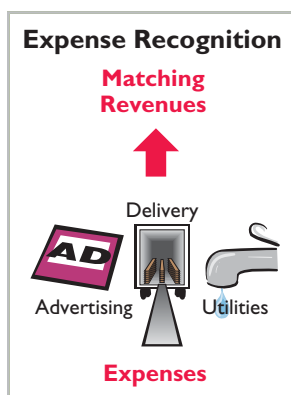 Expense Recognition
Matching
Revenues
Delivery
AD
Advertising
Utilities
Expenses